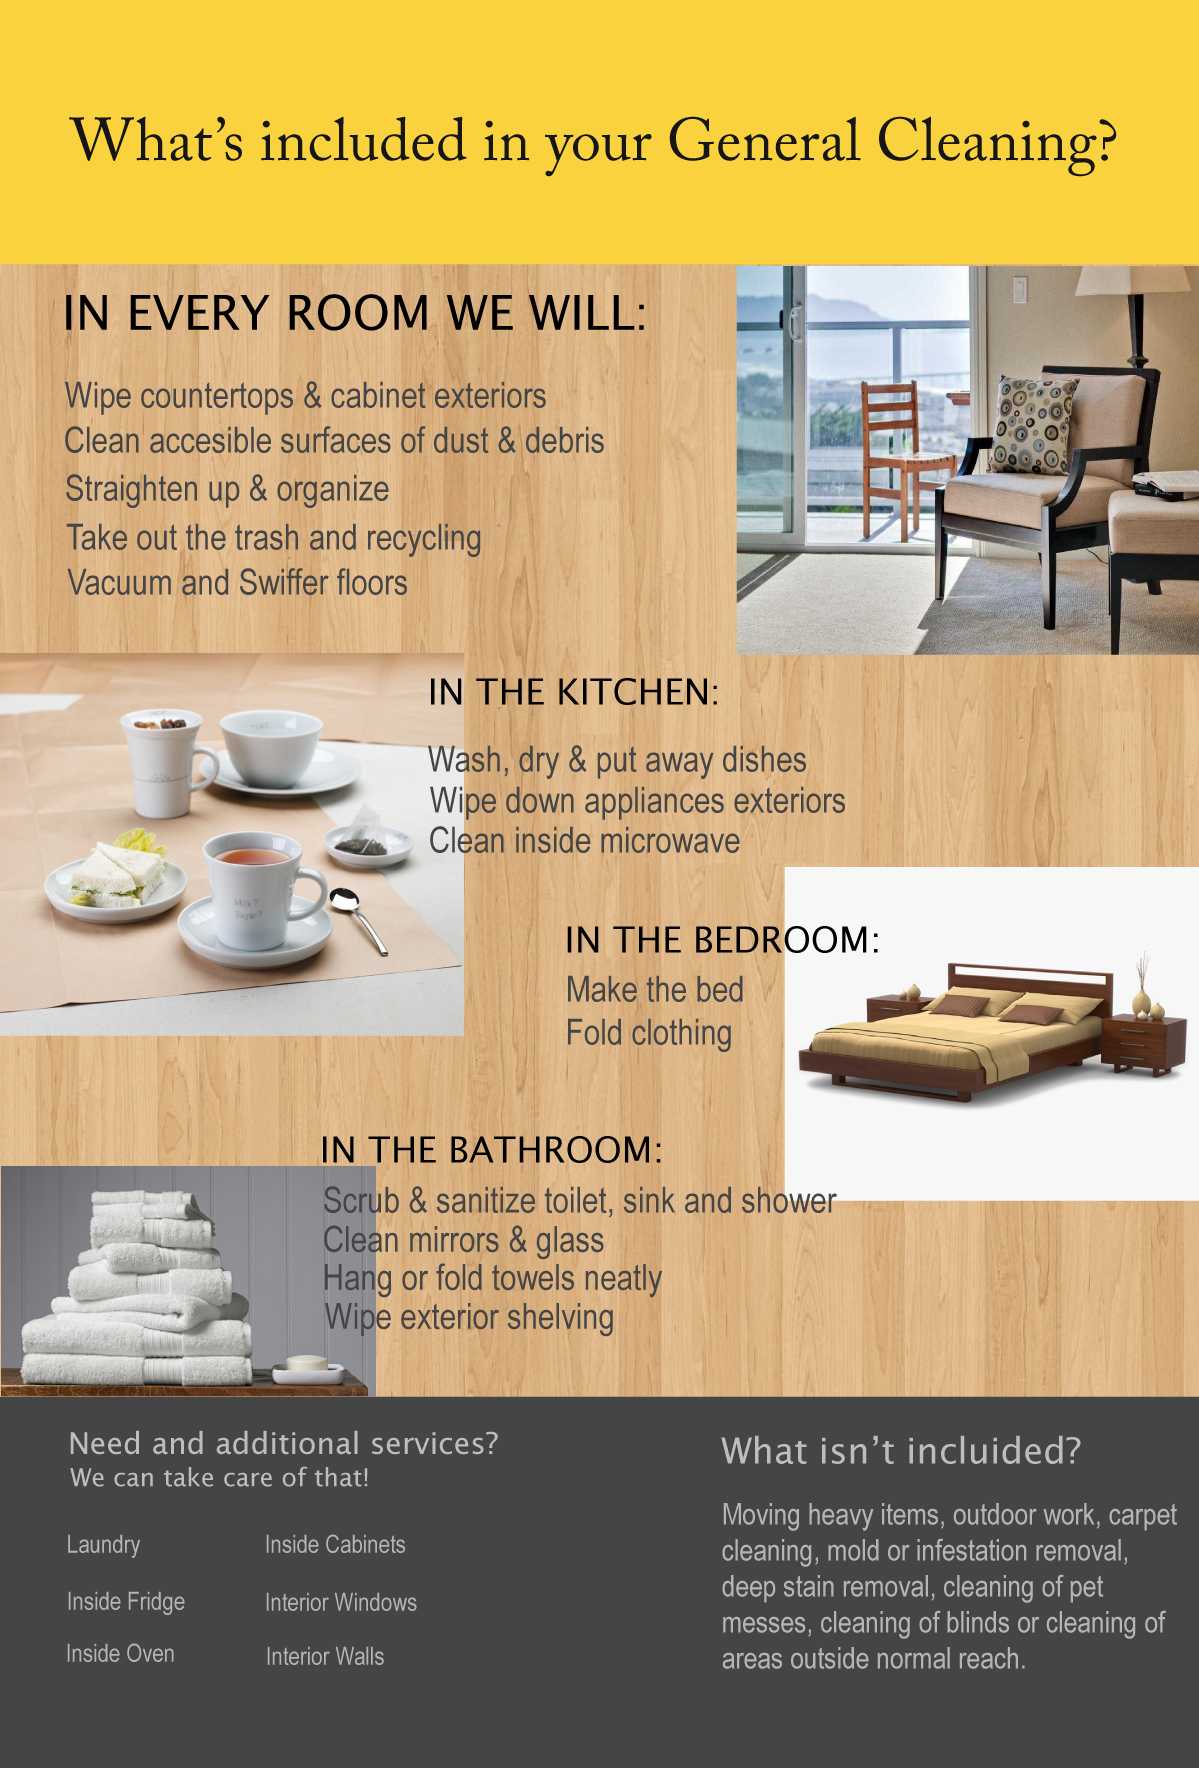 What's included in your General Cleaning?
IN EVERY ROOM WE WILL:
Wipe countertops & cabinet exteriors
Clean accesible surfaces of dust & debris
Straighten up & organize
Take out the trash and recycling
Vacuum and Swiffer floors
IN THE KITCHEN:
Wash, dry & put away dishes
Wipe down appliances exteriors
Clean inside microwave
IN THE BEDROOM:
Make the bed
Fold clothing
IN THE BATHROOM:
Scrub & sanitize toilet, sink and shower
Clean mirrors & glass
Hang or fold towels neatly
Wipe exterior shelving
Need and additional services?
We can take care of that!
Laundry
Inside Cabinets
Inside Fridge
Interior Windows
Inside Oven
Interior Walls
What isn't incluided?
Moving heavy items, outdoor work, carpet
cleaning, mold or infestation removal,
deep stain removal, cleaning of pet
messes, cleaning of blinds or cleaning of
areas outside normal reach.